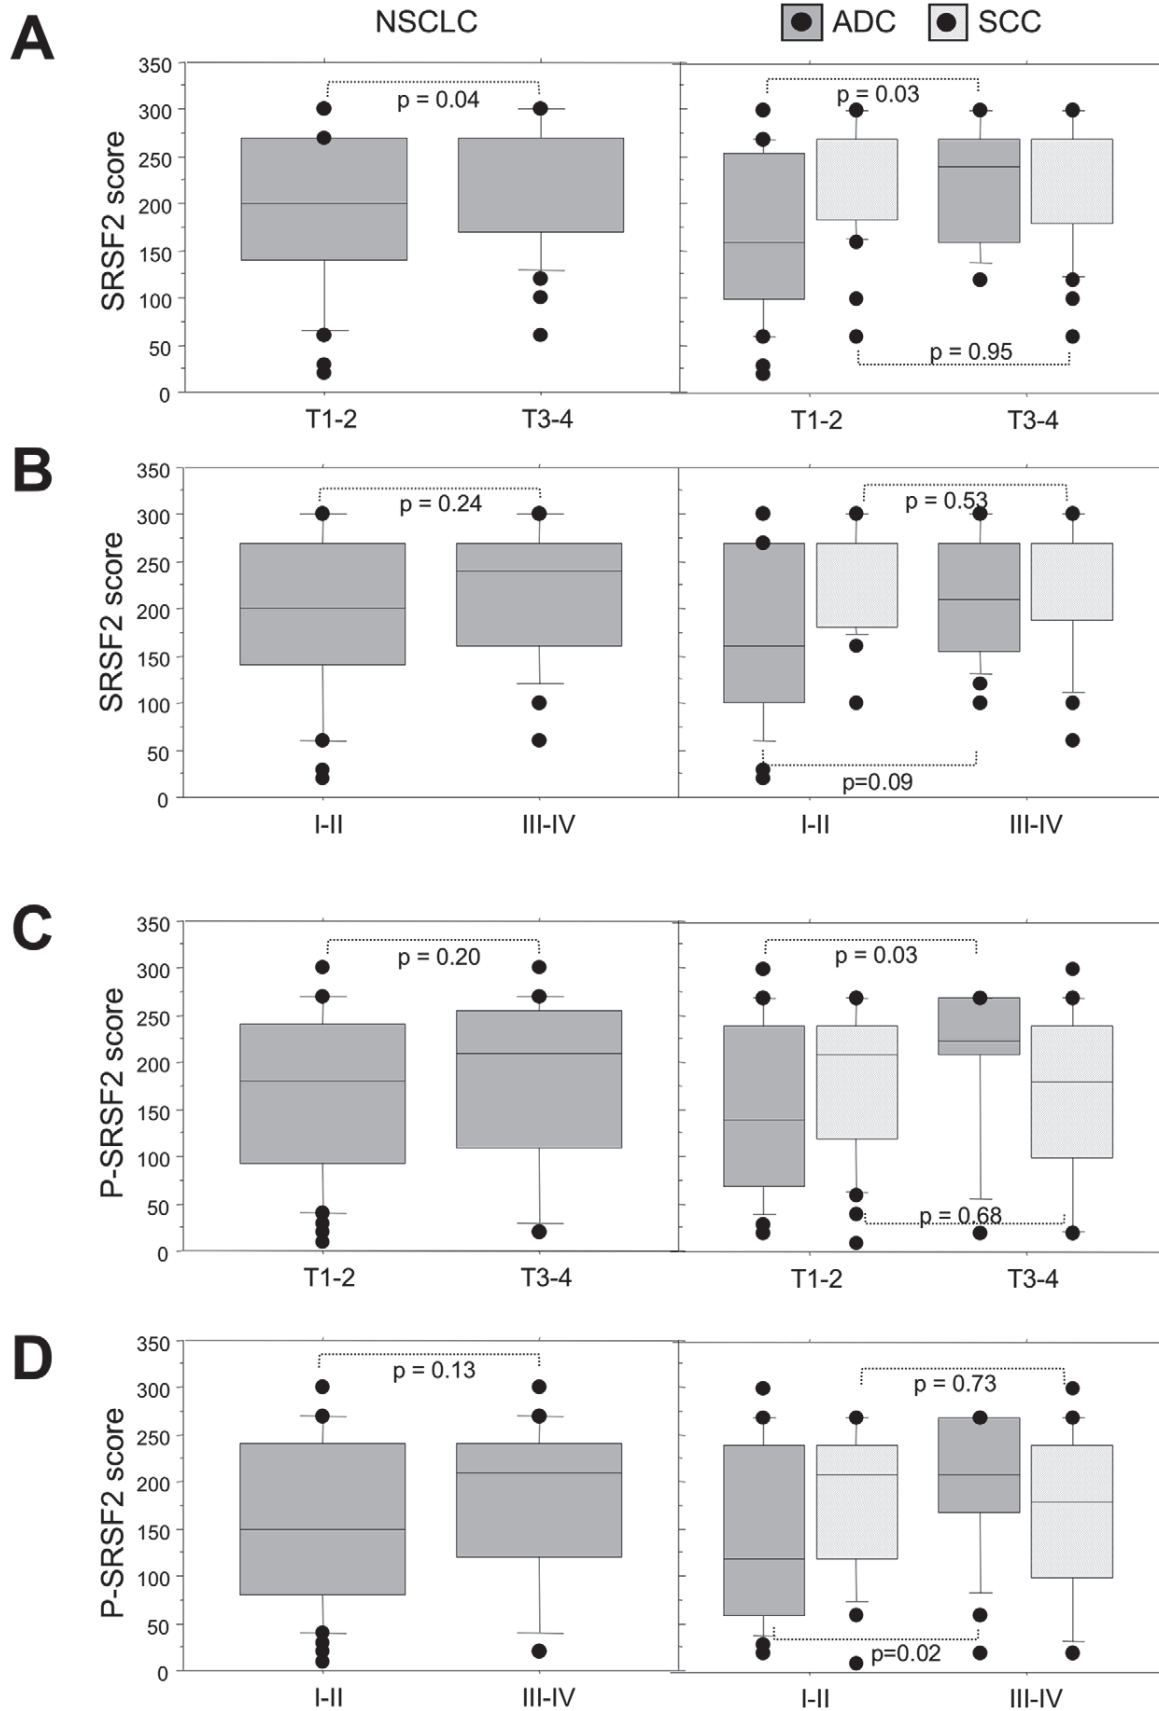 A
NSCLC
ADC
SCC
SRSF2 score
350
300
250
200
150
100
50
0
p = 0.04
p = 0.03
p = 0.95
T1-2
T3-4
T1-2
T3-4
B
SRSF2 score
350
300
250
200
150
100
50
0
p = 0.24
p = 0.53
p=0.09
I-II
III-IV
I-II
III-IV
C
P-SRSF2 score
350
300
250
200
150
100
50
0
p = 0.20
p = 0.03
p = 0.68
T1-2
T3-4
T1-2
T3-4
D
P-SRSF2 score
350
300
250
200
150
100
50
0
p = 0.13
p = 0.73
p=0.02
I-II
III-IV
I-II
III-IV